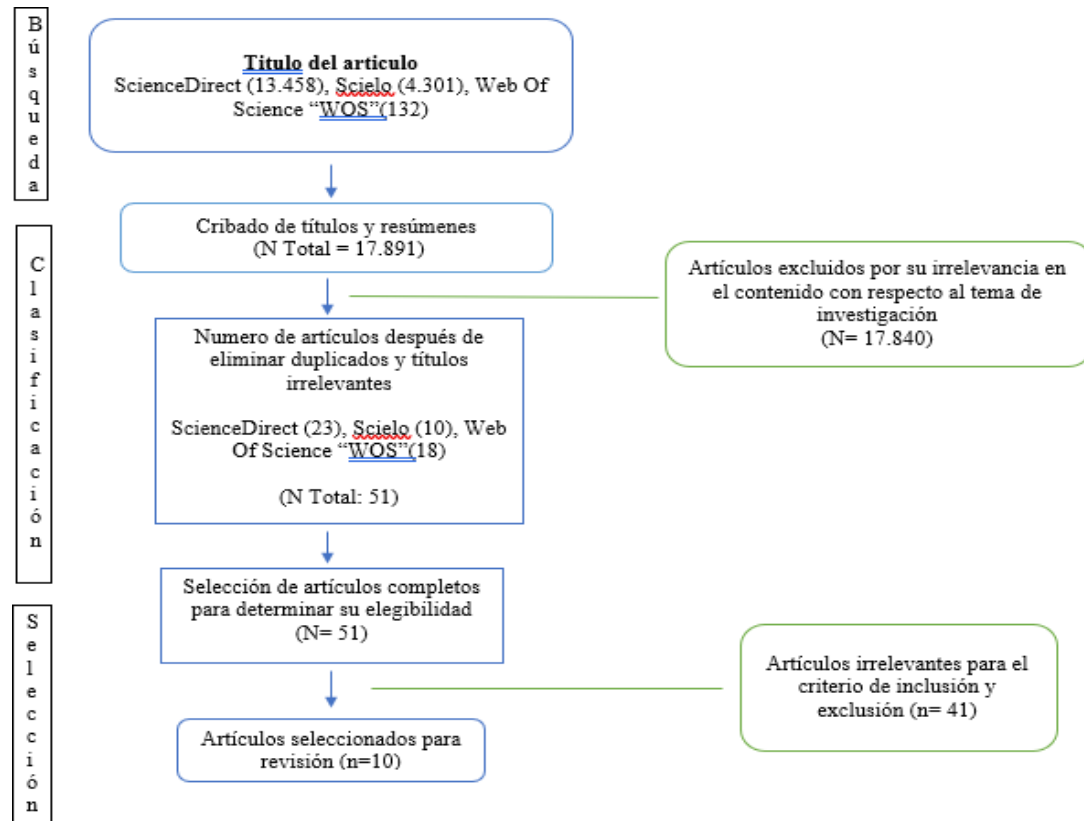 Búsqueda
Titulo del articulo
ScienceDirect (13.458), Scielo (4.301), Web Of
Science “WOS”(132)
Clasificación
Cribado de títulos y resúmenes
(N Total = 17.891)
Artículos excluidos por su irrelevancia en
el contenido con respecto al tema de
investigación
(N= 17.840)
Numero de artículos después de
eliminar duplicados y títulos
irrelevantes
ScienceDirect (23), Scielo (10), Web
Of Science “WOS”(18)
(N Total: 51)
Selección de artículos completos
para determinar su elegibilidad
(N= 51)
Selección
Artículos irrelevantes para el
criterio de inclusión y
exclusión (n= 41)
Artículos seleccionados para
revisión (n=10)